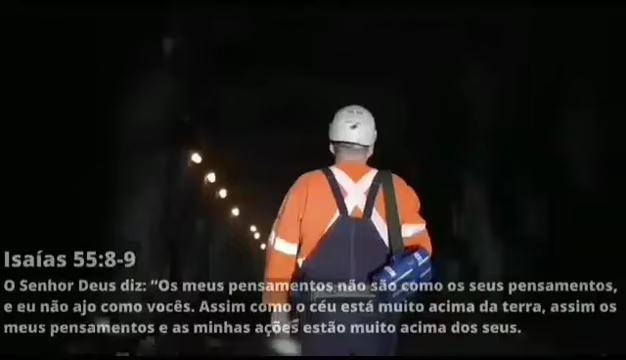 Isaías 55:8-9
O Senhor Deus diz: “Os meus pensamentos não são como os seus pensamentos,
e eu não ajo como vocês. Assim como o céu está muito acima da terra, assim os
meus pensamentos e as minhas ações estão muito acima dos seus.